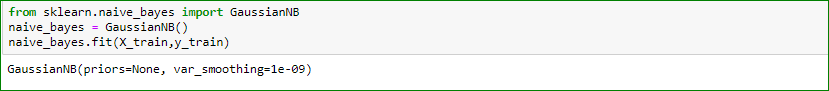 from sklearn.naive_bayes import GaussianNB
naive_bayes = GaussianNB()
naive_bayes.fit(X_train,y_train)
GaussianNB(priors=None, var_smoothing=1e-09)